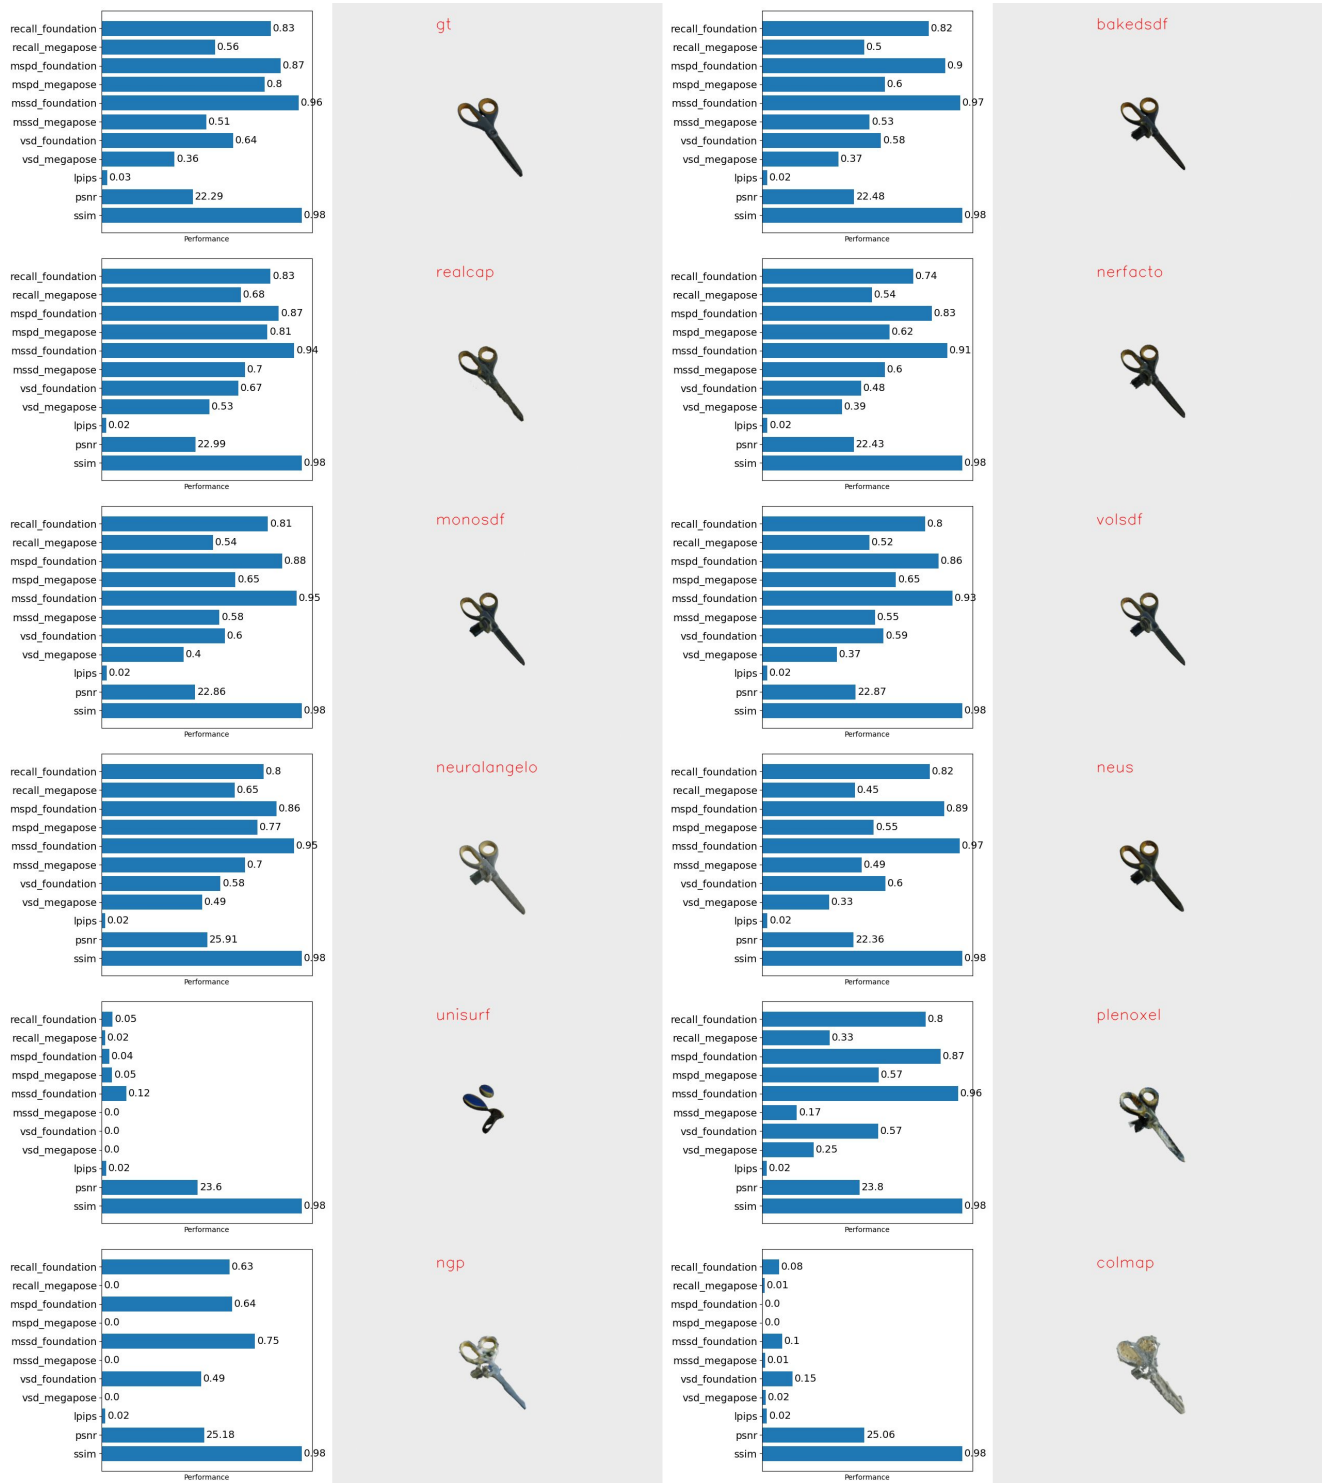 gt
recall_foundation 0.83
recall_megapose 0.56
mspd_foundation 0.87
mspd_megapose 0.8
mssd_foundation 0.96
mssd_megapose 0.51
vsd_foundation 0.64
vsd_megapose 0.36
lpips 0.03
psnr 22.29
ssim 0.98
Performance
bakedsdf
recall_foundation 0.82
recall_megapose 0.5
mspd_foundation 0.9
mspd_megapose 0.6
mssd_foundation 0.97
mssd_megapose 0.53
vsd_foundation 0.58
vsd_megapose 0.37
lpips 0.02
psnr 22.48
ssim 0.98
Performance
realcap
recall_foundation 0.83
recall_megapose 0.68
mspd_foundation 0.87
mspd_megapose 0.81
mssd_foundation 0.94
mssd_megapose 0.7
vsd_foundation 0.67
vsd_megapose 0.53
lpips 0.02
psnr 22.99
ssim 0.98
Performance
nerfacto
recall_foundation 0.74
recall_megapose 0.54
mspd_foundation 0.83
mspd_megapose 0.62
mssd_foundation 0.91
mssd_megapose 0.6
vsd_foundation 0.48
vsd_megapose 0.39
lpips 0.02
psnr 22.43
ssim 0.98
Performance
monosdf
recall_foundation 0.81
recall_megapose 0.54
mspd_foundation 0.88
mspd_megapose 0.65
mssd_foundation 0.95
mssd_megapose 0.58
vsd_foundation 0.6
vsd_megapose 0.4
lpips 0.02
psnr 22.86
ssim 0.98
Performance
volsdf
recall_foundation 0.8
recall_megapose 0.52
mspd_foundation 0.86
mspd_megapose 0.65
mssd_foundation 0.93
mssd_megapose 0.55
vsd_foundation 0.59
vsd_megapose 0.37
lpips 0.02
psnr 22.87
ssim 0.98
Performance
neuralangelo
recall_foundation 0.8
recall_megapose 0.65
mspd_foundation 0.86
mspd_megapose 0.77
mssd_foundation 0.95
mssd_megapose 0.7
vsd_foundation 0.58
vsd_megapose 0.49
lpips 0.02
psnr 25.91
ssim 0.98
Performance
neus
recall_foundation 0.82
recall_megapose 0.45
mspd_foundation 0.89
mspd_megapose 0.55
mssd_foundation 0.97
mssd_megapose 0.49
vsd_foundation 0.6
vsd_megapose 0.33
lpips 0.02
psnr 22.36
ssim 0.98
Performance
unisurf
recall_foundation 0.05
recall_megapose 0.02
mspd_foundation 0.04
mspd_megapose 0.05
mssd_foundation 0.12
mssd_megapose 0.0
vsd_foundation 0.0
vsd_megapose 0.0
lpips 0.02
psnr 23.6
ssim 0.98
Performance
plenoxel
recall_foundation 0.8
recall_megapose 0.33
mspd_foundation 0.87
mspd_megapose 0.57
mssd_foundation 0.96
mssd_megapose 0.17
vsd_foundation 0.57
vsd_megapose 0.25
lpips 0.02
psnr 23.8
ssim 0.98
Performance
ngp
recall_foundation 0.63
recall_megapose 0.0
mspd_foundation 0.64
mspd_megapose 0.0
mssd_foundation 0.75
mssd_megapose 0.0
vsd_foundation 0.49
vsd_megapose 0.0
lpips 0.02
psnr 25.18
ssim 0.98
Performance
colmap
recall_foundation 0.08
recall_megapose 0.01
mspd_foundation 0.0
mspd_megapose 0.0
mssd_foundation 0.1
mssd_megapose 0.01
vsd_foundation 0.15
vsd_megapose 0.02
lpips 0.02
psnr 25.06
ssim 0.98
Performance